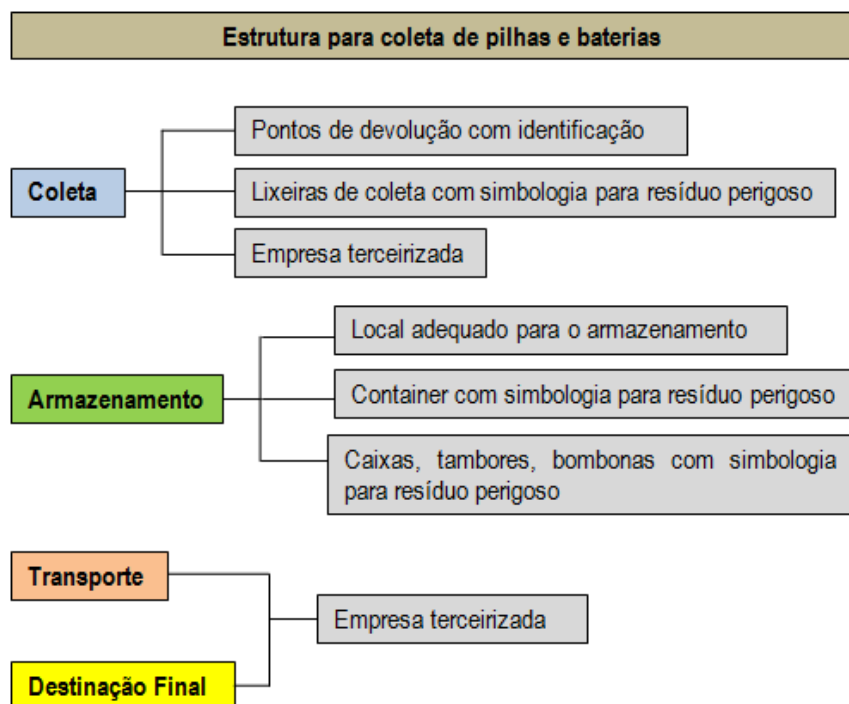 Estrutura para coleta de pilhas e baterias
Pontos de devolução com identificação
Coleta
Lixeiras de coleta com simbologia para resíduo perigoso
Empresa terceirizada
Local adequado para o armazenamento
Armazenamento
Container com simbologia para resíduo perigoso
Caixas, tambores, bombonas com simbologia
para resíduo perigoso
Transporte
Empresa terceirizada
Destinação Final